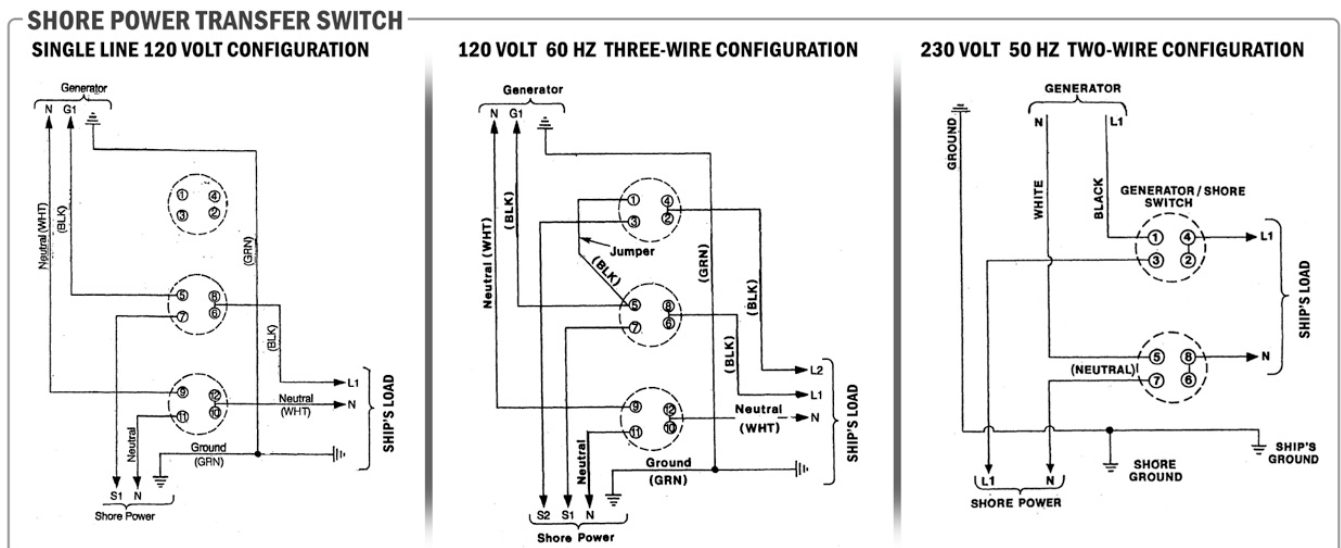 SHORE POWER TRANSFER SWITCH
SINGLE LINE 120 VOLT CONFIGURATION
Generator
N G1
Neutral (WHT)
(BLK)
(GRN)
1 4
3 2
5 8
7 6
(BLK)
9 12
11 10
L1
Neutral
(WHT)
N
SHIP'S LOAD
Neutral
Ground
(GRN)
S1 N
Shore Power
120 VOLT 60 HZ THREE-WIRE CONFIGURATION
Generator
N G1
Neutral (WHT)
(BLK)
1 4
3 2
Jumper
(BLK)
(GRN)
(BLK)
5 8
7 6
(BLK)
9 12
11 10
L2
L1
Neutral
(WHT)
N
SHIP'S LOAD
Neutral
Ground
(GRN)
S2 S1 N
Shore Power
230 VOLT 50 HZ TWO-WIRE CONFIGURATION
GENERATOR
GROUND
N L1
WHITE
BLACK
GENERATOR / SHORE
SWITCH
1 4
3 2
L1
SHIP'S LOAD
5 8
(NEUTRAL)
7 6
N
SHORE
GROUND
SHIP'S
GROUND
L1 N
SHORE POWER